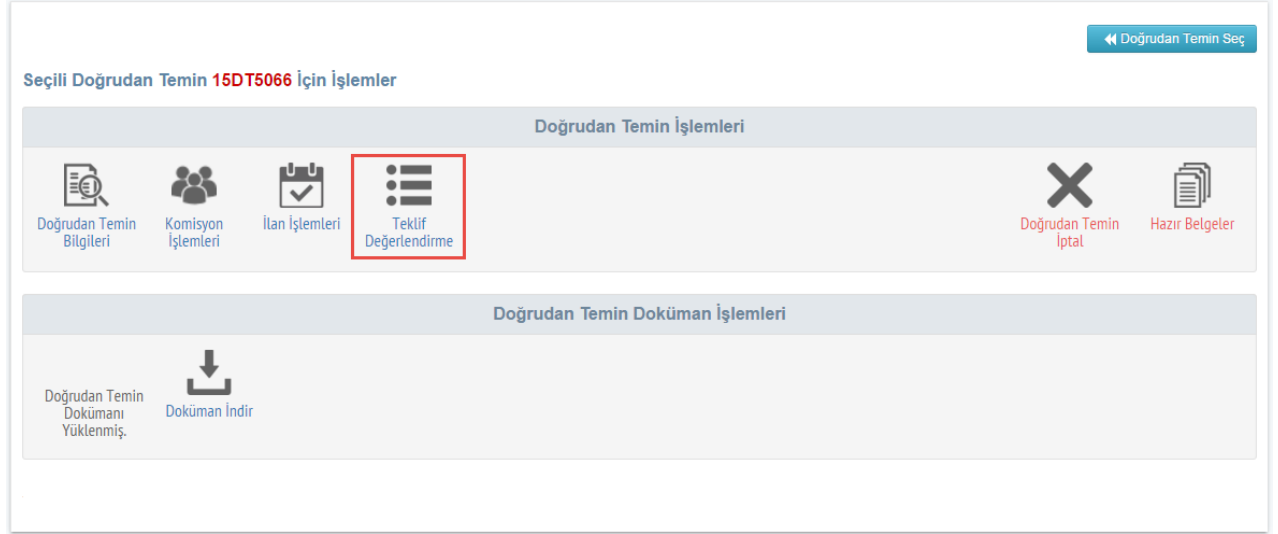 Doğrudan Temin Seç
Seçili Doğrudan Temin 15DT5066 İçin İşlemler
Doğrudan Temin İşlemleri
Doğrudan Temin
Bilgileri
Komisyon
İşlemleri
İlan İşlemleri
Teklif
Değerlendirme
Doğrudan Temin
İptal
Hazır Belgeler
Doğrudan Temin Doküman İşlemleri
Doğrudan Temin
Dokümanı
Yüklenmiş.
Doküman İndir